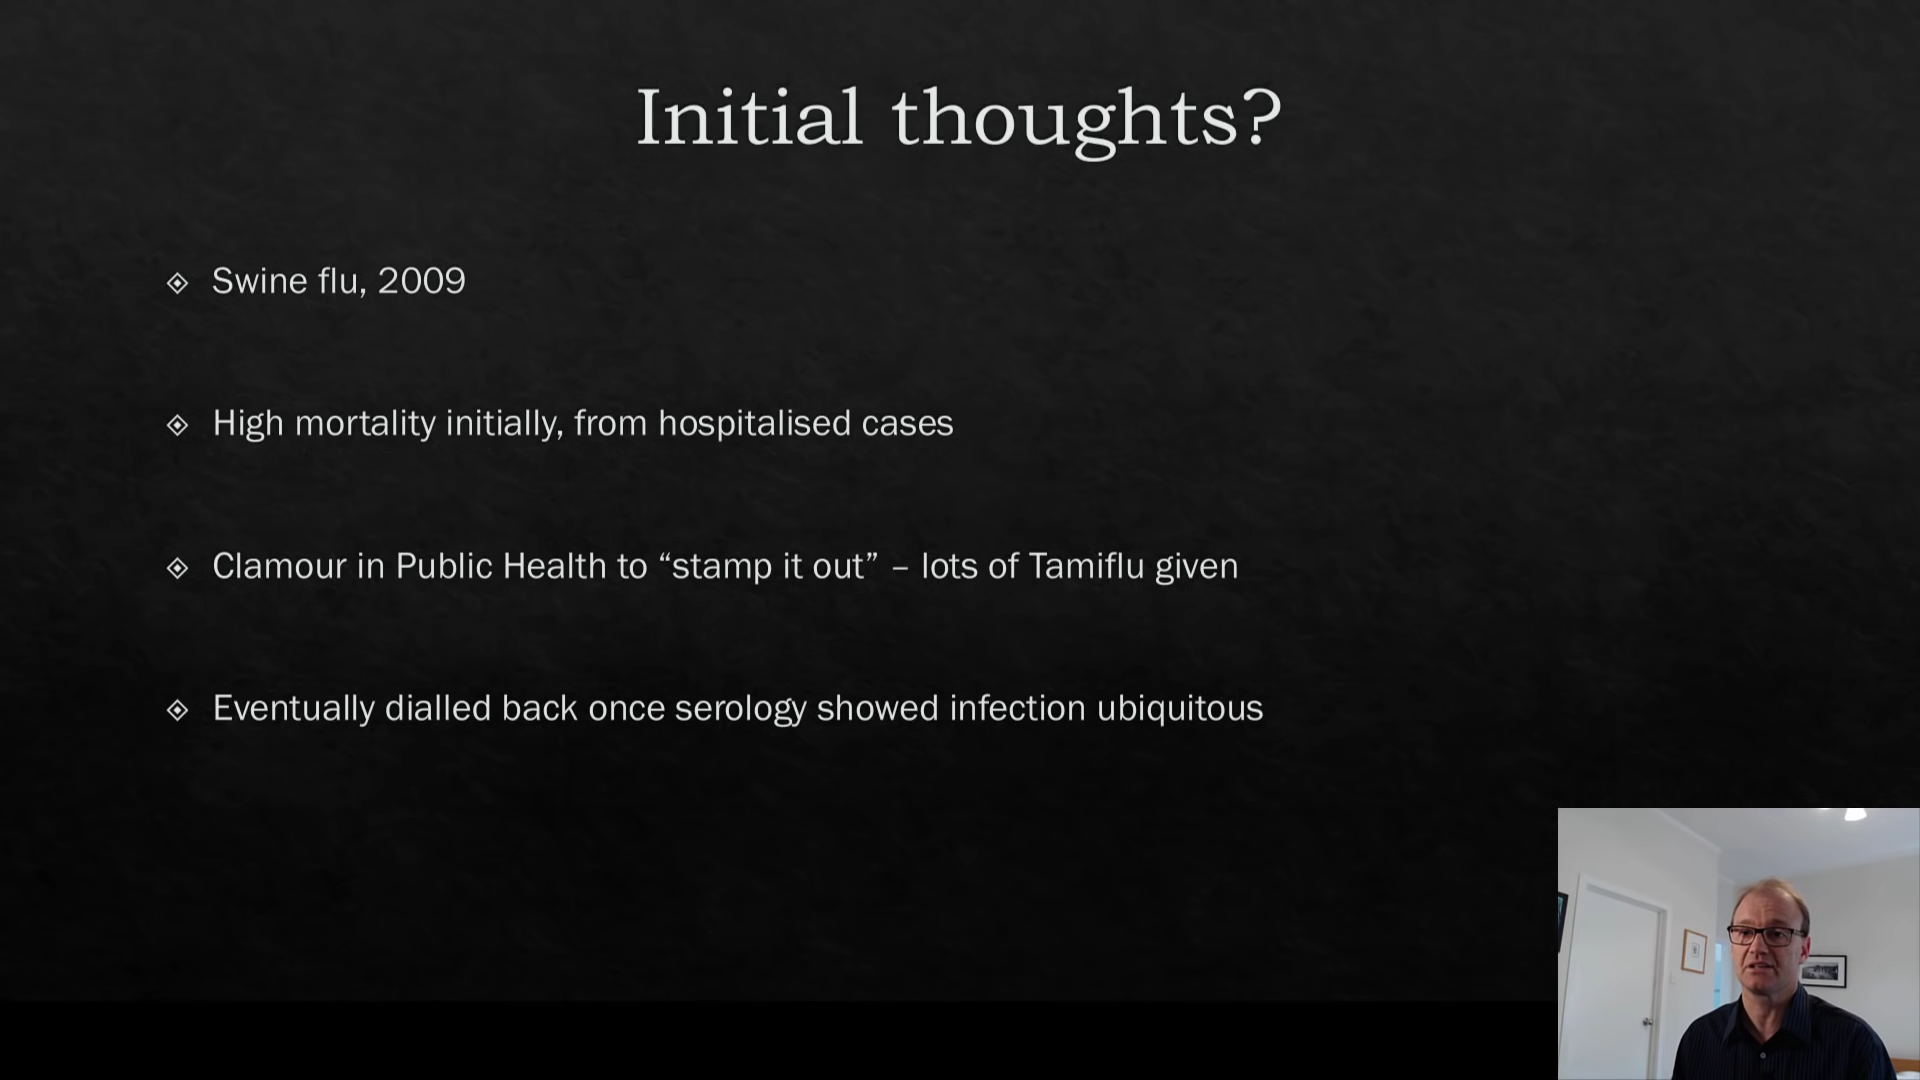 Initial thoughts?
Swine flu, 2009
High mortality initially, from hospitalised cases
Clamour in Public Health to “stamp it out” – lots of Tamiflu given
Eventually dialled back once serology showed infection ubiquitous